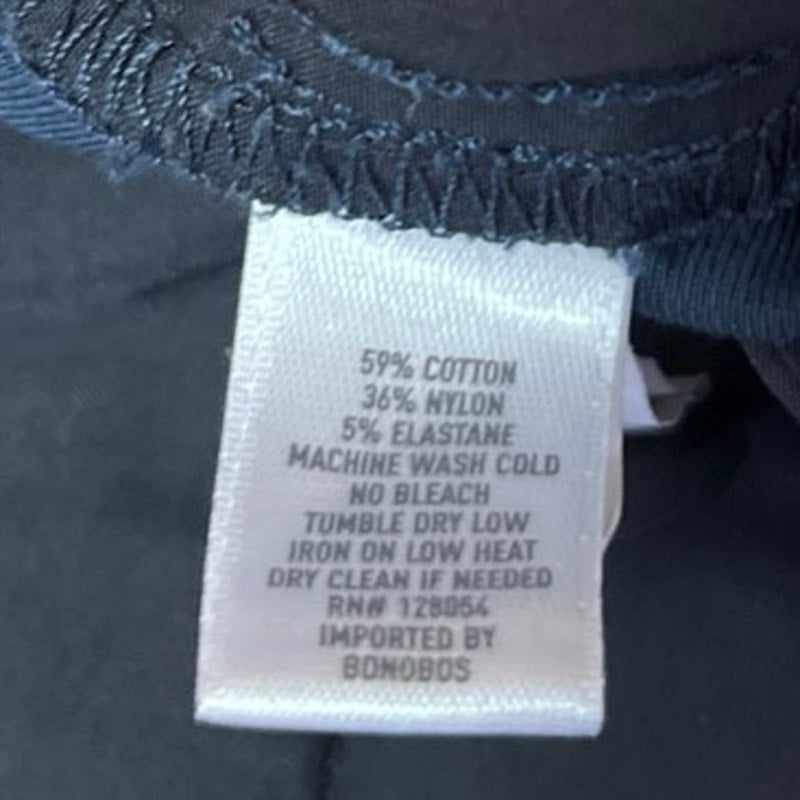 59% COTTON
36% NYLON
5% ELASTANE
MACHINE WASH COLD
NO BLEACH
TUMBLE DRY LOW
IRON ON LOW HEAT
DRY CLEAN IF NEEDED
RN# 128054
IMPORTED BY
BONOBOS